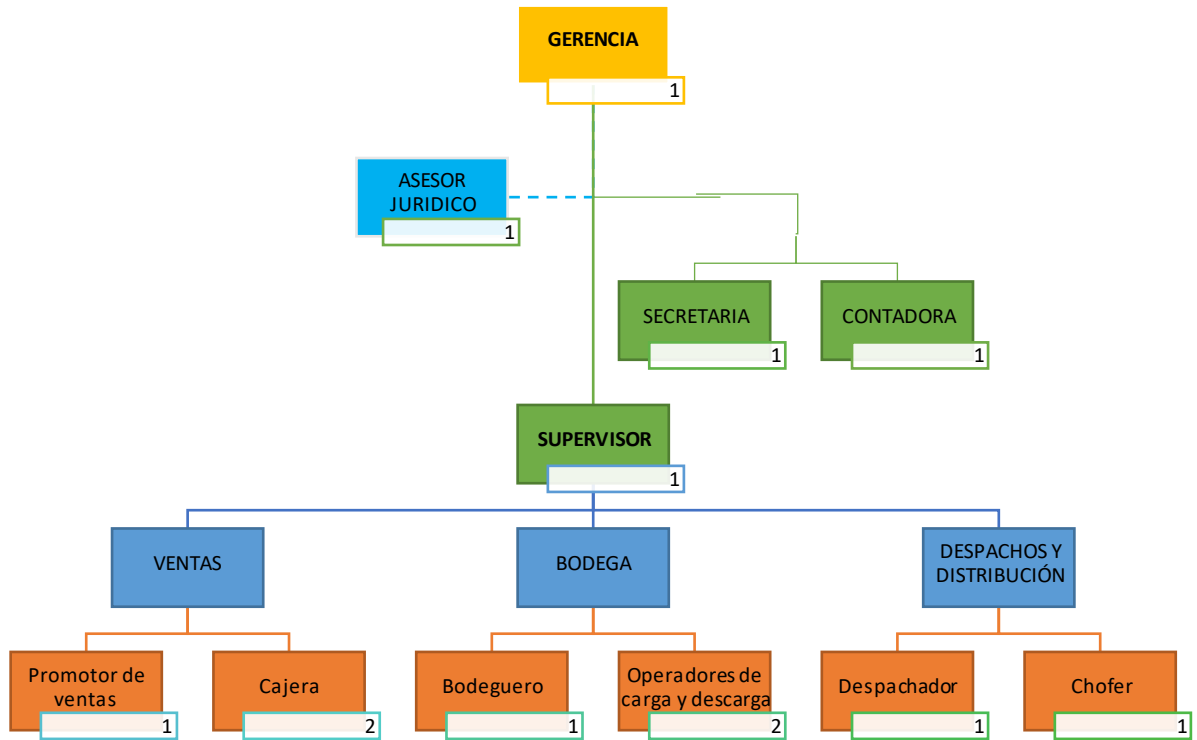 GERENCIA
1
ASESOR
JURIDICO
1
SECRETARIA
1
CONTADORA
1
SUPERVISOR
1
VENTAS
BODEGA
DESPACHOS Y
DISTRIBUCIÓN
Promotor de
ventas
1
Cajera
2
Bodeguero
1
Operadores de
carga y descarga
2
Despachador
1
Chofer
1